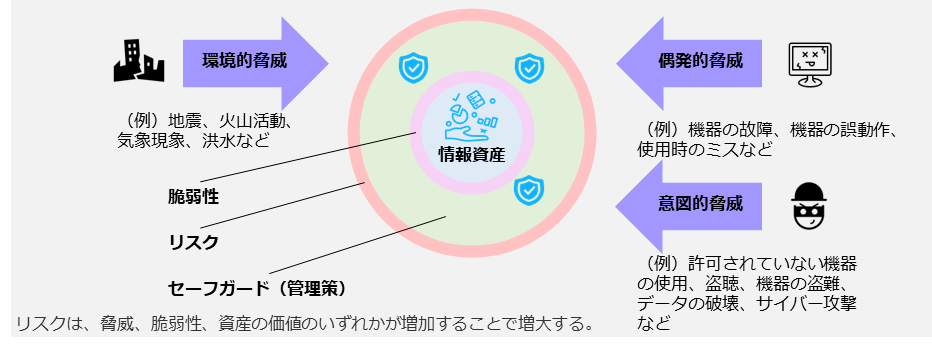 環境的脅威
（例）地震、火山活動、
気象現象、洪水など
偶発的脅威
（例）機器の故障、機器の誤動作、
使用時のミスなど
情報資産
脆弱性
リスク
セーフガード（管理策）
意図的脅威
（例）許可されていない機器
の使用、盗聴、機器の盗難、
データの破壊、サイバー攻撃
など
リスクは、脅威、脆弱性、資産の価値のいずれかが増加することで増大する。